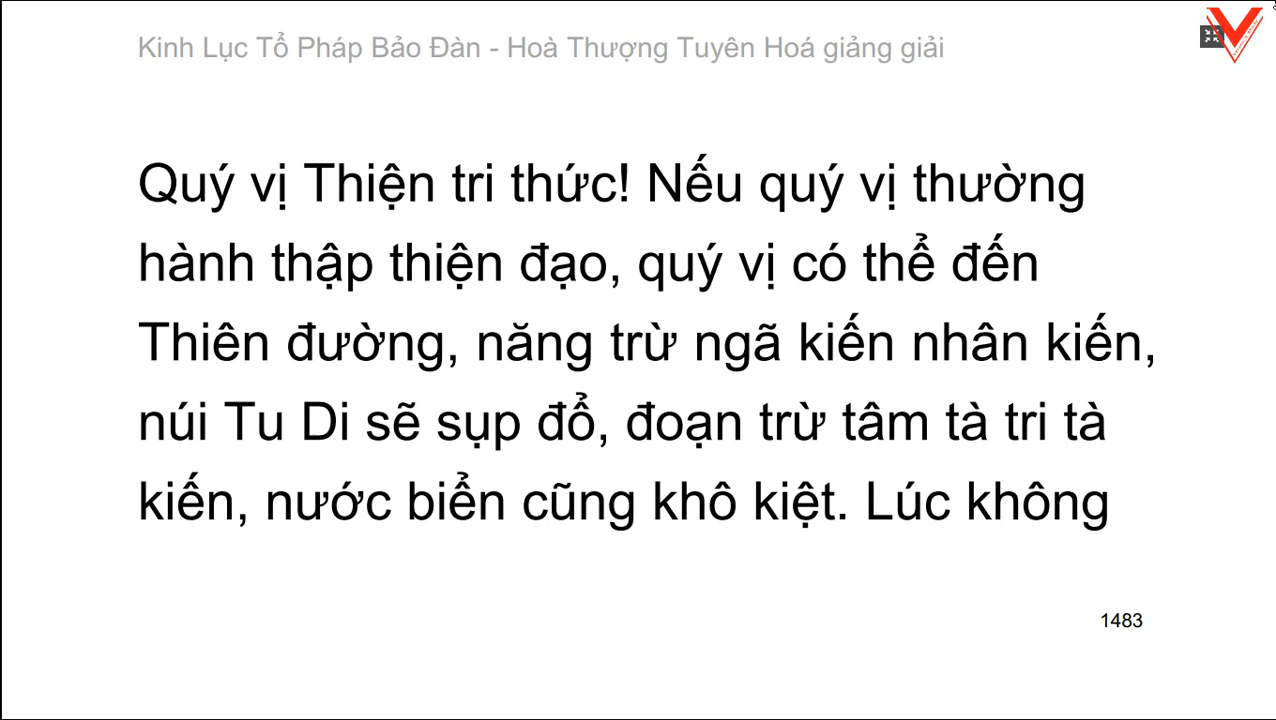 Kinh Lục Tổ Pháp Bảo Đàn - Hoà Thượng Tuyên Hoá giảng giải
Quý vị Thiện tri thức! Nếu quý vị thường
hành thập thiện đạo, quý vị có thể đến
Thiên đường, năng trừ ngã kiến nhân kiến,
núi Tu Di sẽ sụp đổ, đoạn trừ tâm tà tri tà
kiến, nước biển cũng khô kiệt. Lúc không
1483